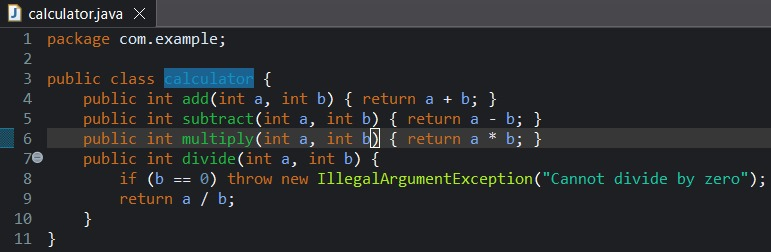 calculator.java
1 package com.example;
2
3 public class calculator {
4     public int add(int a, int b) { return a + b; }
5     public int subtract(int a, int b) { return a - b; }
6     public int multiply(int a, int b) { return a * b; }
7     public int divide(int a, int b) {
8         if (b == 0) throw new IllegalArgumentException("Cannot divide by zero");
9         return a / b;
10     }
11 }